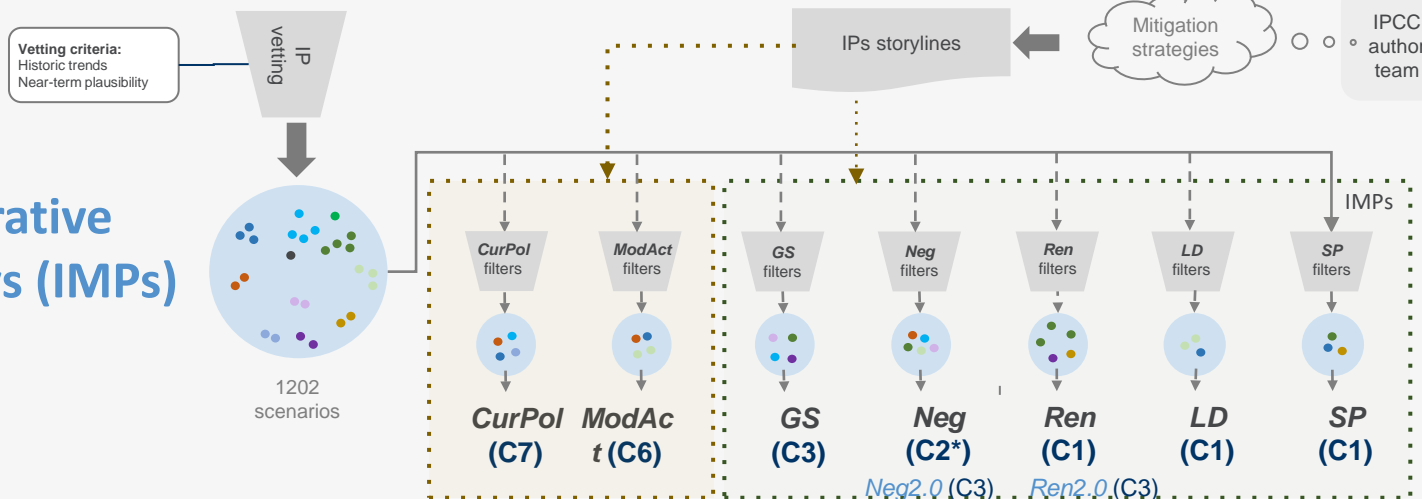 Vetting criteria:
Historic trends
Near-term plausibility
IP
vetting
IPs storylines
Mitigation
strategies
IPCC
author
team
rative
s (IMPs)
1202
scenarios
IMPs
CurPol
filters
ModAct
filters
GS
filters
Neg
filters
Ren
filters
LD
filters
SP
filters
CurPol
(C7)
ModAc
t (C6)
GS
(C3)
Neg
(C2*)
Neg2.0 (C3)
Ren
(C1)
Ren2.0 (C3)
LD
(C1)
SP
(C1)